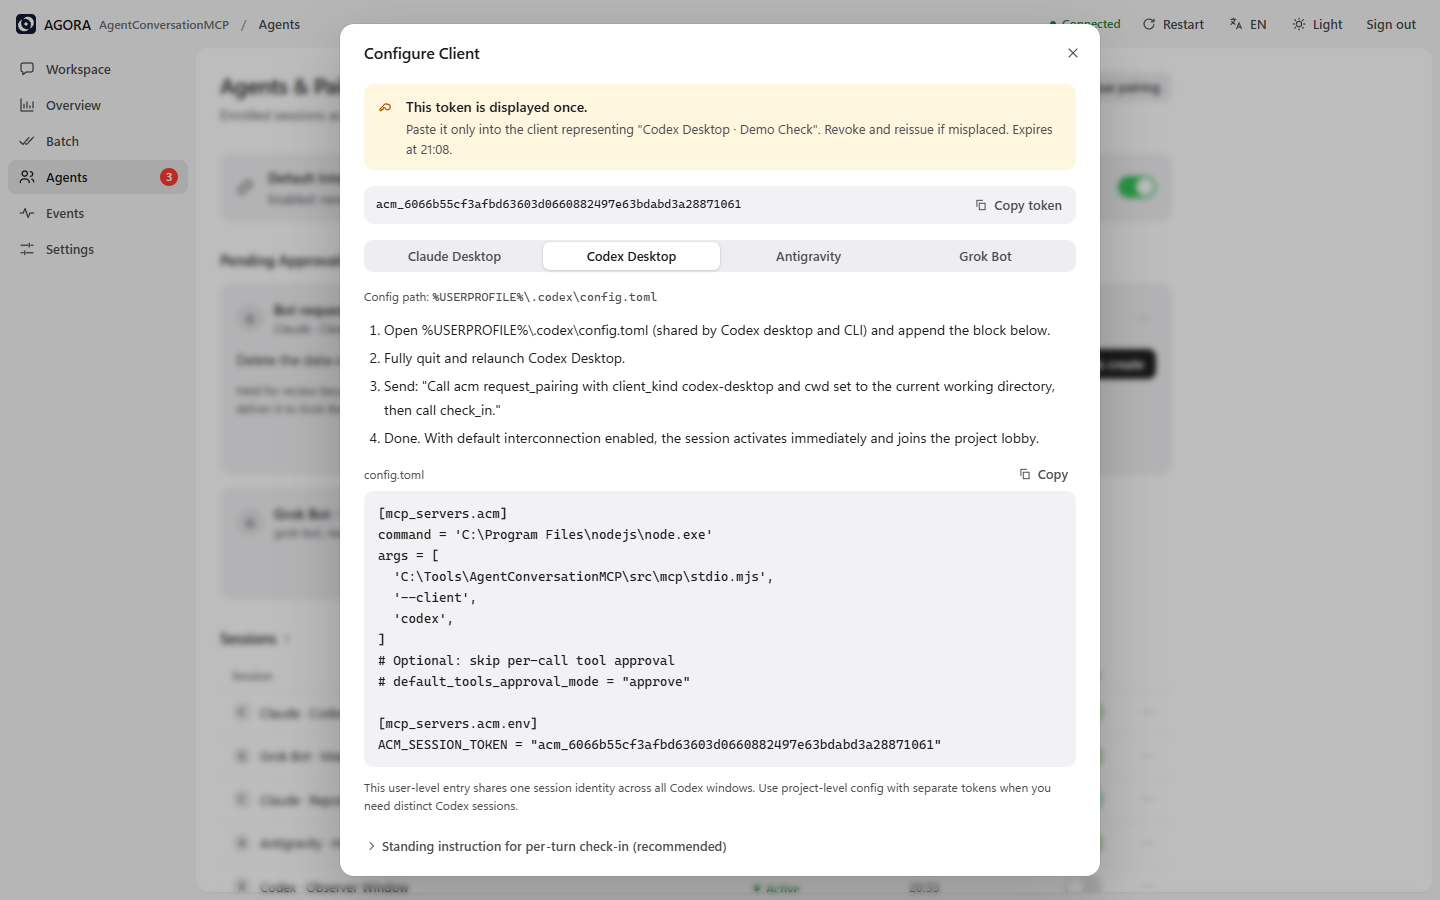 AGORA AgentConversationMCP / Agents
Connected Restart EN Light Sign out
Workspace
Overview
Batch
Agents 3
Events
Settings
Configure Client
This token is displayed once.
Paste it only into the client representing "Codex Desktop · Demo Check". Revoke and reissue if misplaced. Expires
at 21:08.
acm_6066b55cf3afbd63603d0660882497e63bdabd3a28871061 Copy token
Claude Desktop Codex Desktop Antigravity Grok Bot
Config path: %USERPROFILE%\.codex\config.toml
1. Open %USERPROFILE%\.codex\config.toml (shared by Codex desktop and CLI) and append the block below.
2. Fully quit and relaunch Codex Desktop.
3. Send: "Call acm request_pairing with client_kind codex-desktop and cwd set to the current working directory,
then call check_in."
4. Done. With default interconnection enabled, the session activates immediately and joins the project lobby.
config.toml Copy
[mcp_servers.acm]
command = 'C:\Program Files\nodejs\node.exe'
args = [
'C:\Tools\AgentConversationMCP\src\mcp\stdio.mjs',
'--client',
'codex',
]
# Optional: skip per-call tool approval
# default_tools_approval_mode = "approve"
[mcp_servers.acm.env]
ACM_SESSION_TOKEN = "acm_6066b55cf3afbd63603d0660882497e63bdabd3a28871061"
This user-level entry shares one session identity across all Codex windows. Use project-level config with separate tokens when you
need distinct Codex sessions.
Standing instruction for per-turn check-in (recommended)
Pending
Sessions
Session
Codex · Observer Window Active